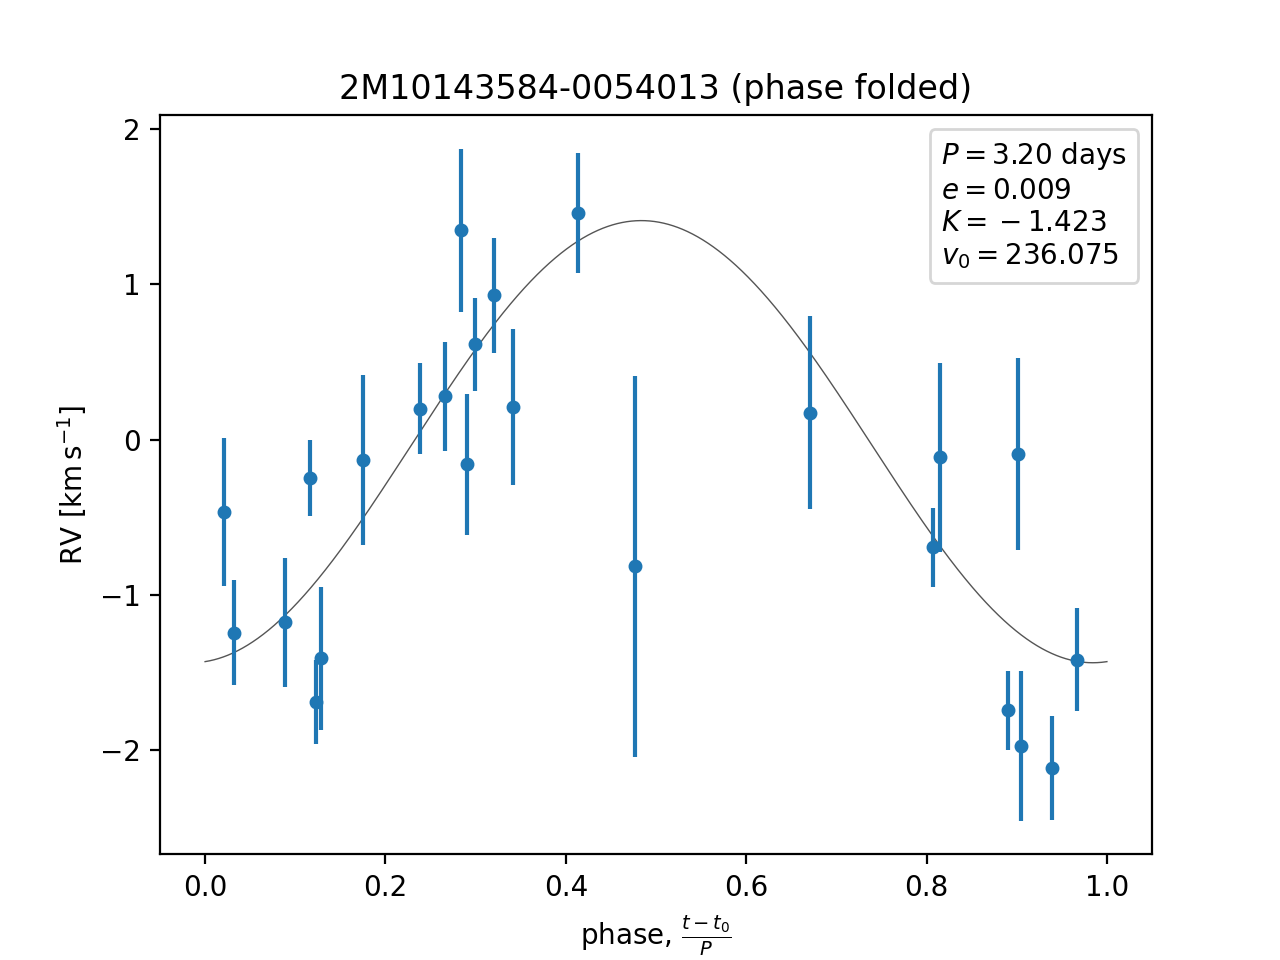 2M10143584-0054013 (phase folded)
P = 3.20 days
e = 0.009
K = −1.423
v₀ = 236.075
RV [km s⁻¹]
2
1
0
−1
−2
0.0 0.2 0.4 0.6 0.8 1.0
phase, (t − t₀)/P